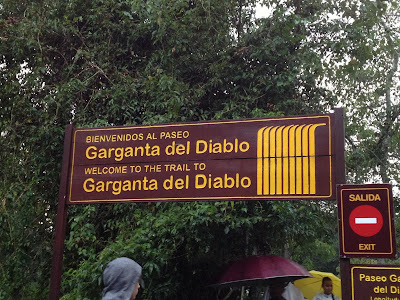 BIENVENIDOS AL PASEO
Garganta del Diablo
WELCOME TO THE TRAIL TO
Garganta del Diablo
SALIDA
EXIT
Paseo Ga
del D